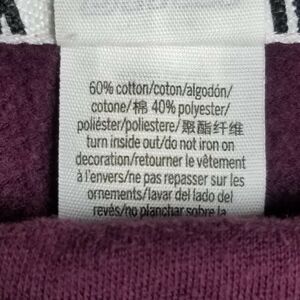 60% cotton/coton/algodón/
cotone/棉 40% polyester/
poliéster/poliestere/聚酯纤维
turn inside out/do not iron on
decoration/retourner le vêtement
à l'envers/ne pas repasser sur les
ornements/lavar del lado del
revés/no planchar sobre la